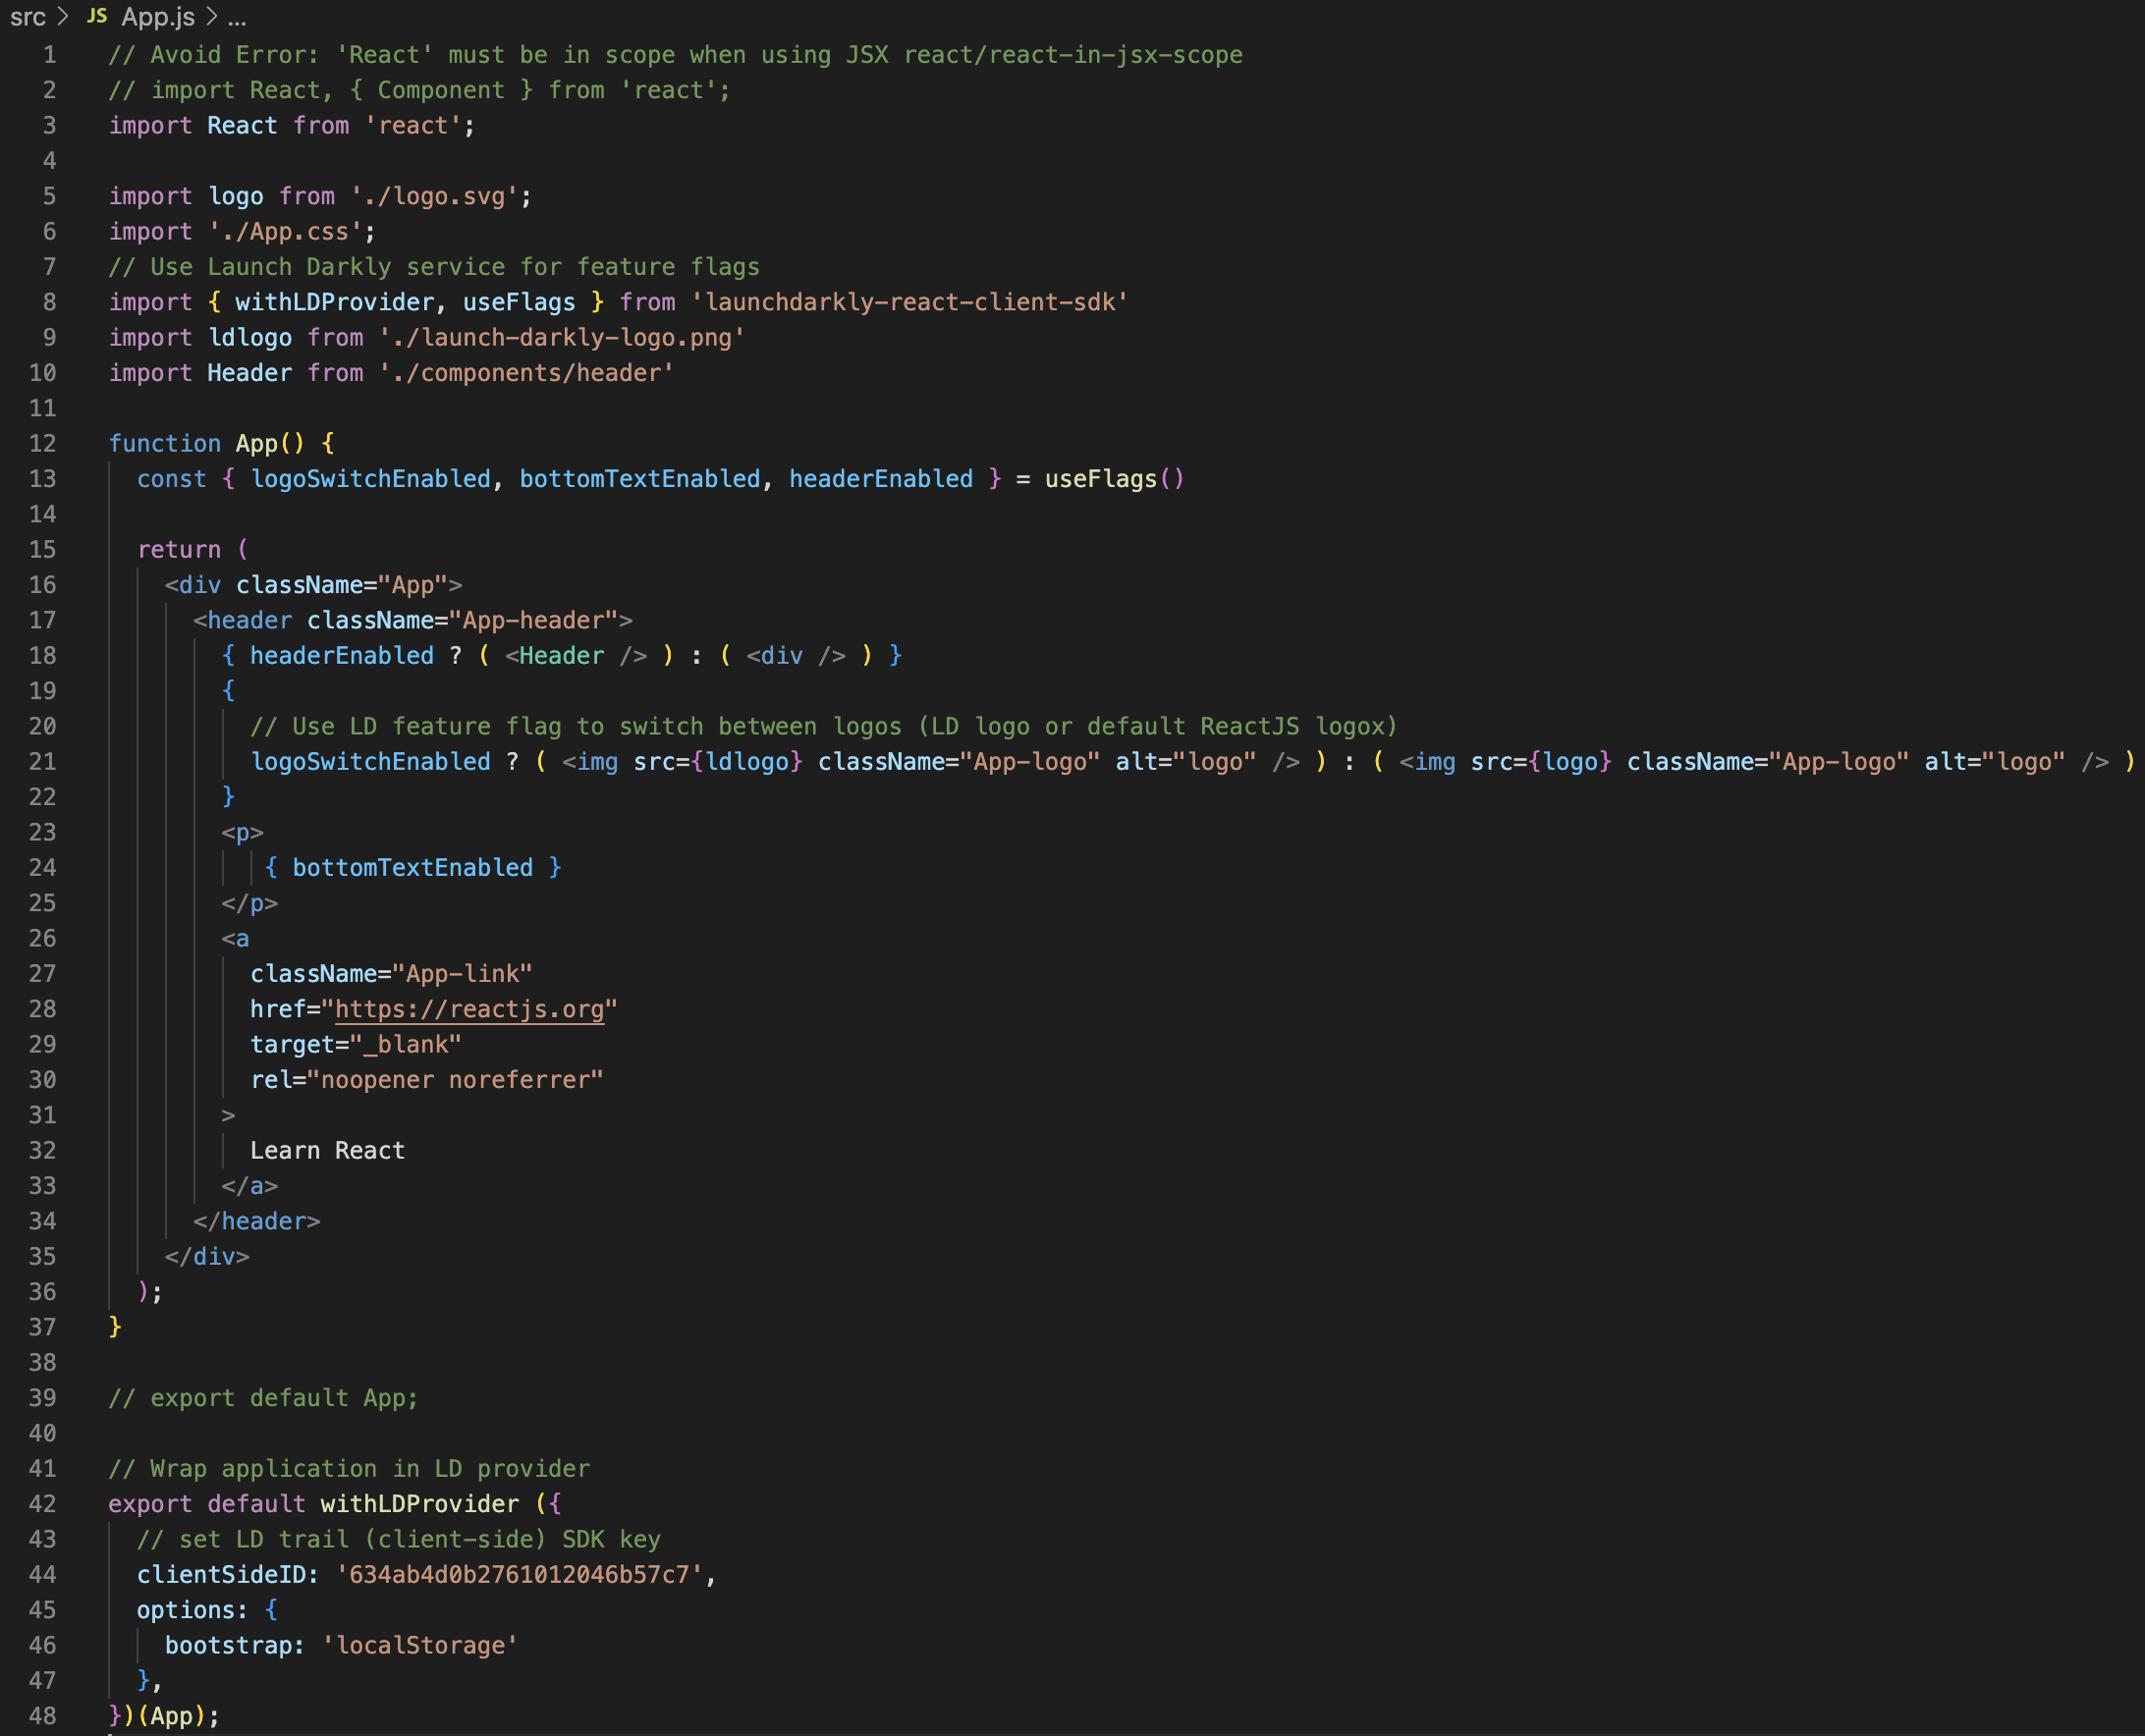 src > JS App.js > ...
1 // Avoid Error: 'React' must be in scope when using JSX react/react-in-jsx-scope
2 // import React, { Component } from 'react';
3 import React from 'react';
4
5 import logo from './logo.svg';
6 import './App.css';
7 // Use Launch Darkly service for feature flags
8 import { withLDProvider, useFlags } from 'launchdarkly-react-client-sdk'
9 import ldlogo from './launch-darkly-logo.png'
10 import Header from './components/header'
11
12 function App() {
13   const { logoSwitchEnabled, bottomTextEnabled, headerEnabled } = useFlags()
14
15   return (
16     <div className="App">
17       <header className="App-header">
18         { headerEnabled ? ( <Header /> ) : ( <div /> ) }
19         {
20           // Use LD feature flag to switch between logos (LD logo or default ReactJS logox)
21           logoSwitchEnabled ? ( <img src={ldlogo} className="App-logo" alt="logo" /> ) : ( <img src={logo} className="App-logo" alt="logo" /> )
22         }
23         <p>
24            { bottomTextEnabled }
25         </p>
26         <a
27           className="App-link"
28           href="https://reactjs.org"
29           target="_blank"
30           rel="noopener noreferrer"
31         >
32           Learn React
33         </a>
34       </header>
35     </div>
36   );
37 }
38
39 // export default App;
40
41 // Wrap application in LD provider
42 export default withLDProvider ({
43   // set LD trail (client-side) SDK key
44   clientSideID: '634ab4d0b2761012046b57c7',
45   options: {
46     bootstrap: 'localStorage'
47   },
48 })(App);